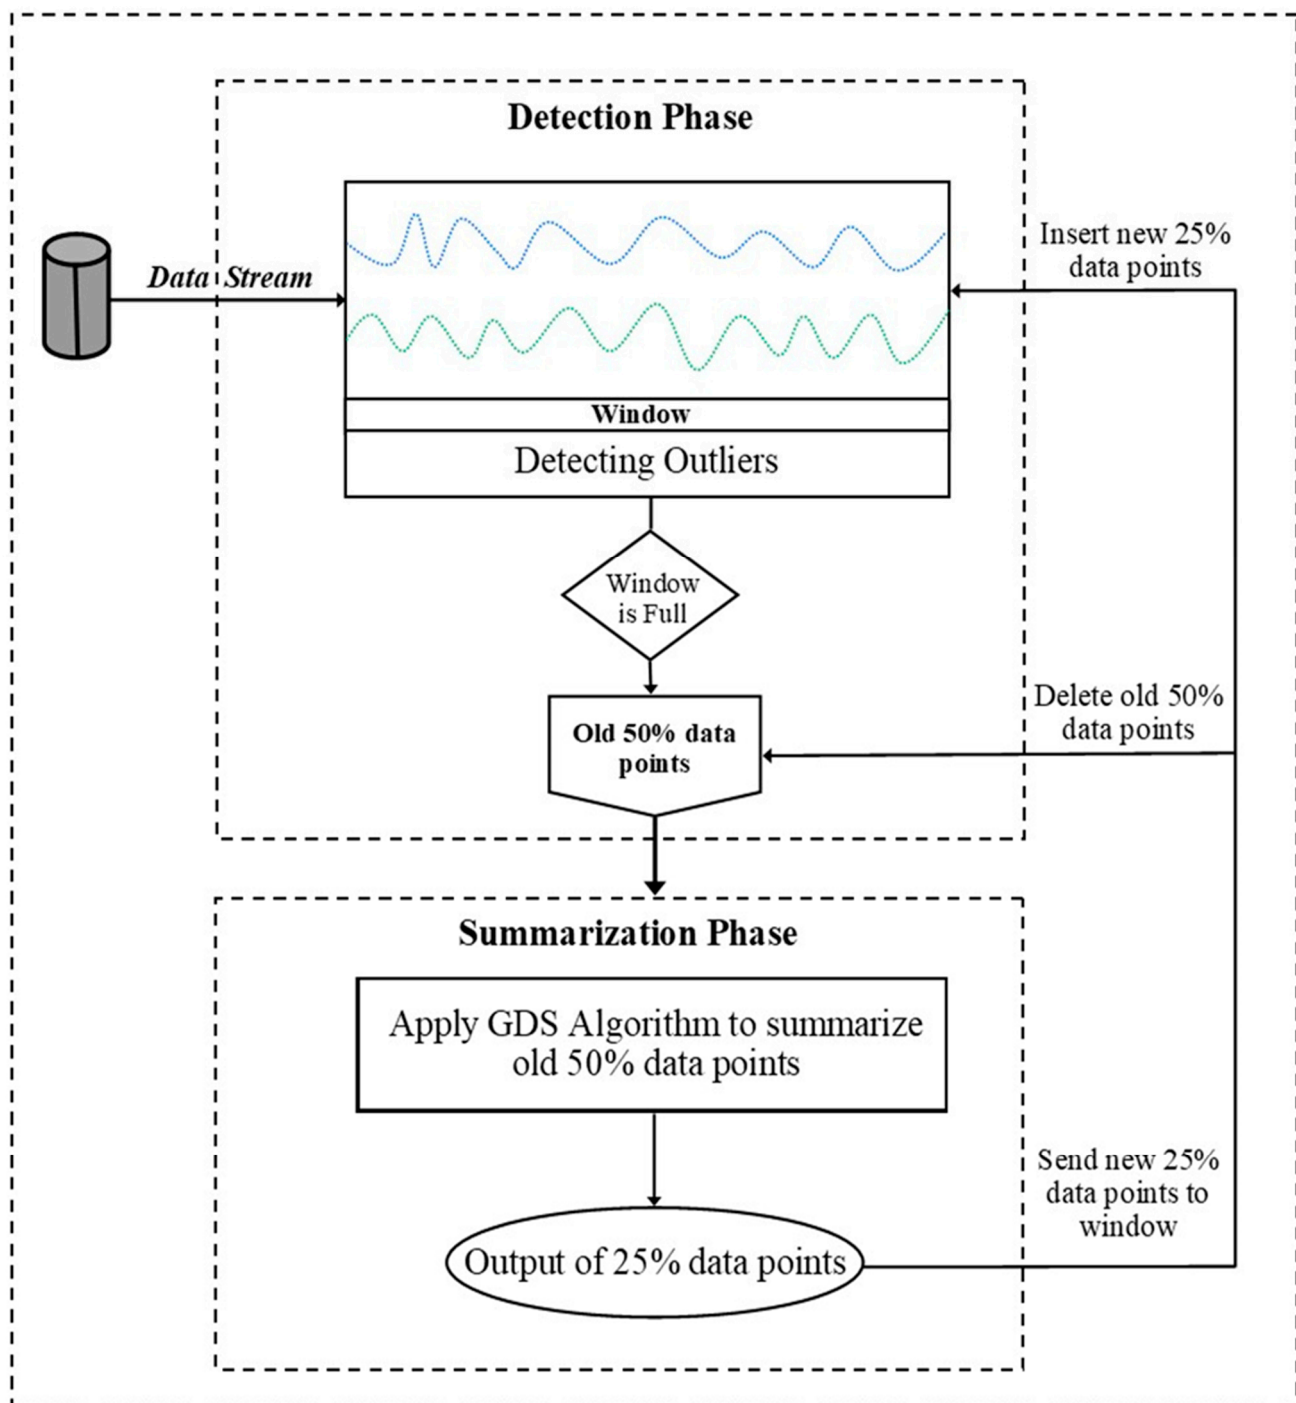 Detection Phase
Data Stream
Insert new 25%
data points
Window
Detecting Outliers
Window
is Full
Old 50% data
points
Delete old 50%
data points
Summarization Phase
Apply GDS Algorithm to summarize
old 50% data points
Send new 25%
data points to
window
Output of 25% data points